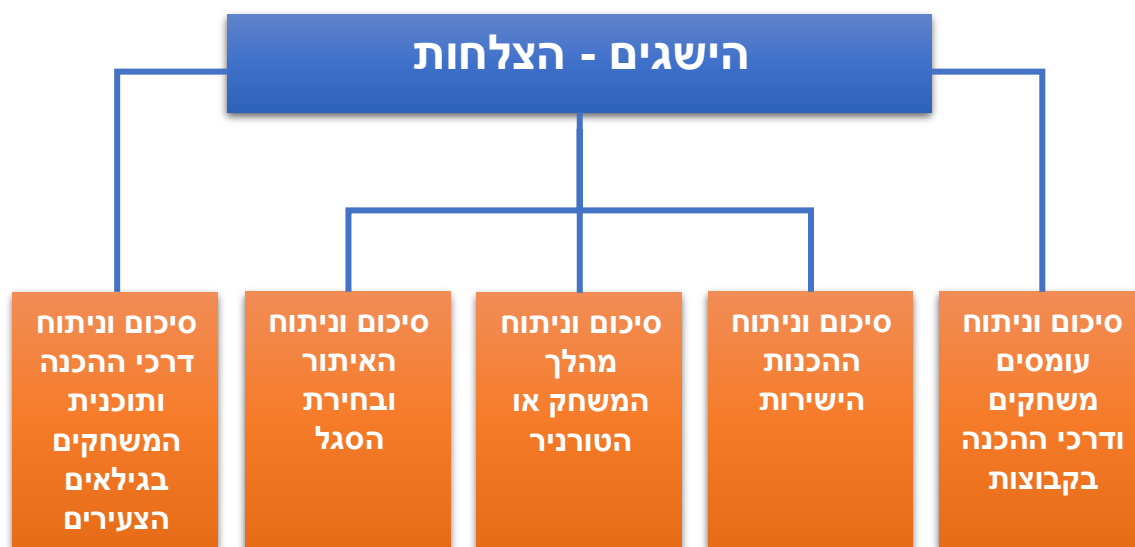 הישגים - הצלחות
סיכום וניתוח
עומסים
משחקים
ודרכי ההכנה
בקבוצות
סיכום וניתוח
ההכנות
הישירות
סיכום וניתוח
מהלך
המשחק או
הטורניר
סיכום וניתוח
האיתור
ובחירת
הסגל
סיכום וניתוח
דרכי ההכנה
ותוכנית
המשחקים
בגילאים
הצעירים